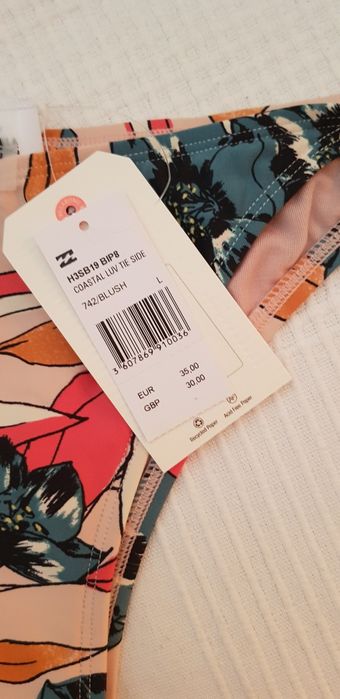 H3SB19 BIP8
COASTAL LUV TIE SIDE
742/BLUSH
L
3 607869 910036
EUR 35.00
GBP 30.00
Recycled Paper
Acid Free Paper